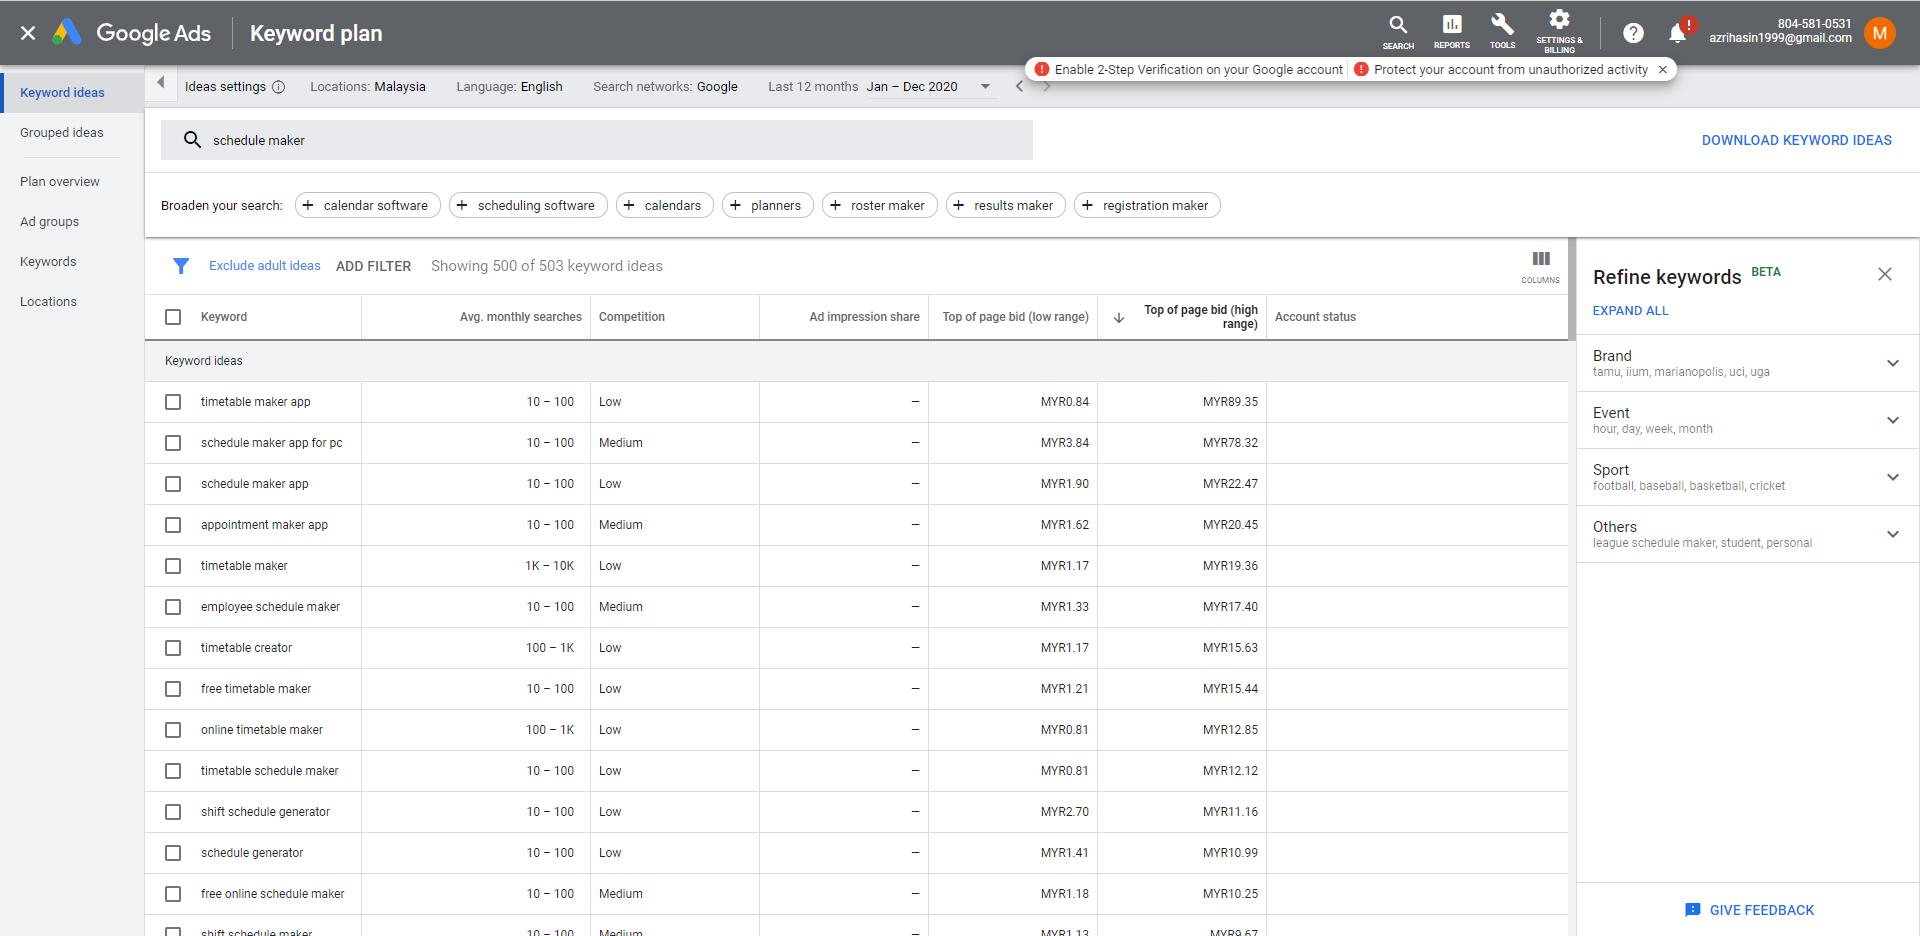 Google Ads
Keyword plan
SEARCH
REPORTS
TOOLS
SETTINGS &
BILLING
804-581-0531
azrihasin1999@gmail.com
M
Enable 2-Step Verification on your Google account
Protect your account from unauthorized activity
Keyword ideas
Grouped ideas
Plan overview
Ad groups
Keywords
Locations
Ideas settings
Locations: Malaysia
Language: English
Search networks: Google
Last 12 months Jan – Dec 2020
schedule maker
DOWNLOAD KEYWORD IDEAS
Broaden your search:
+ calendar software
+ scheduling software
+ calendars
+ planners
+ roster maker
+ results maker
+ registration maker
Exclude adult ideas
ADD FILTER
Showing 500 of 503 keyword ideas
COLUMNS
Keyword Avg. monthly searches Competition Ad impression share Top of page bid (low range) Top of page bid (high range) Account status
Keyword ideas
timetable maker app 10 – 100 Low – MYR0.84 MYR89.35
schedule maker app for pc 10 – 100 Medium – MYR3.84 MYR78.32
schedule maker app 10 – 100 Low – MYR1.90 MYR22.47
appointment maker app 10 – 100 Medium – MYR1.62 MYR20.45
timetable maker 1K – 10K Low – MYR1.17 MYR19.36
employee schedule maker 10 – 100 Medium – MYR1.33 MYR17.40
timetable creator 100 – 1K Low – MYR1.17 MYR15.63
free timetable maker 10 – 100 Low – MYR1.21 MYR15.44
online timetable maker 100 – 1K Low – MYR0.81 MYR12.85
timetable schedule maker 10 – 100 Low – MYR0.81 MYR12.12
shift schedule generator 10 – 100 Low – MYR2.70 MYR11.16
schedule generator 10 – 100 Low – MYR1.41 MYR10.99
free online schedule maker 10 – 100 Medium – MYR1.18 MYR10.25
shift schedule maker 10 – 100 Medium MYR1.13 MYR9.67
Refine keywords BETA
EXPAND ALL
Brand
tamu, iium, marianopolis, uci, uga
Event
hour, day, week, month
Sport
football, baseball, basketball, cricket
Others
league schedule maker, student, personal
GIVE FEEDBACK